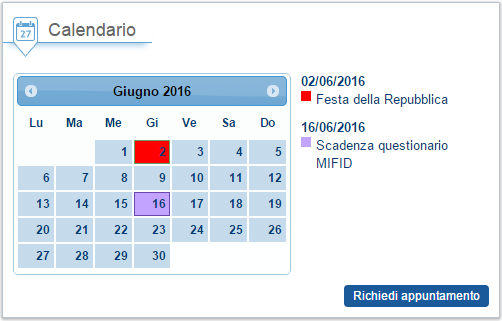 27
Calendario
Giugno 2016
Lu Ma Me Gi Ve Sa Do
1 2 3 4 5
6 7 8 9 10 11 12
13 14 15 16 17 18 19
20 21 22 23 24 25 26
27 28 29 30
02/06/2016
Festa della Repubblica
16/06/2016
Scadenza questionario
MIFID
Richiedi appuntamento